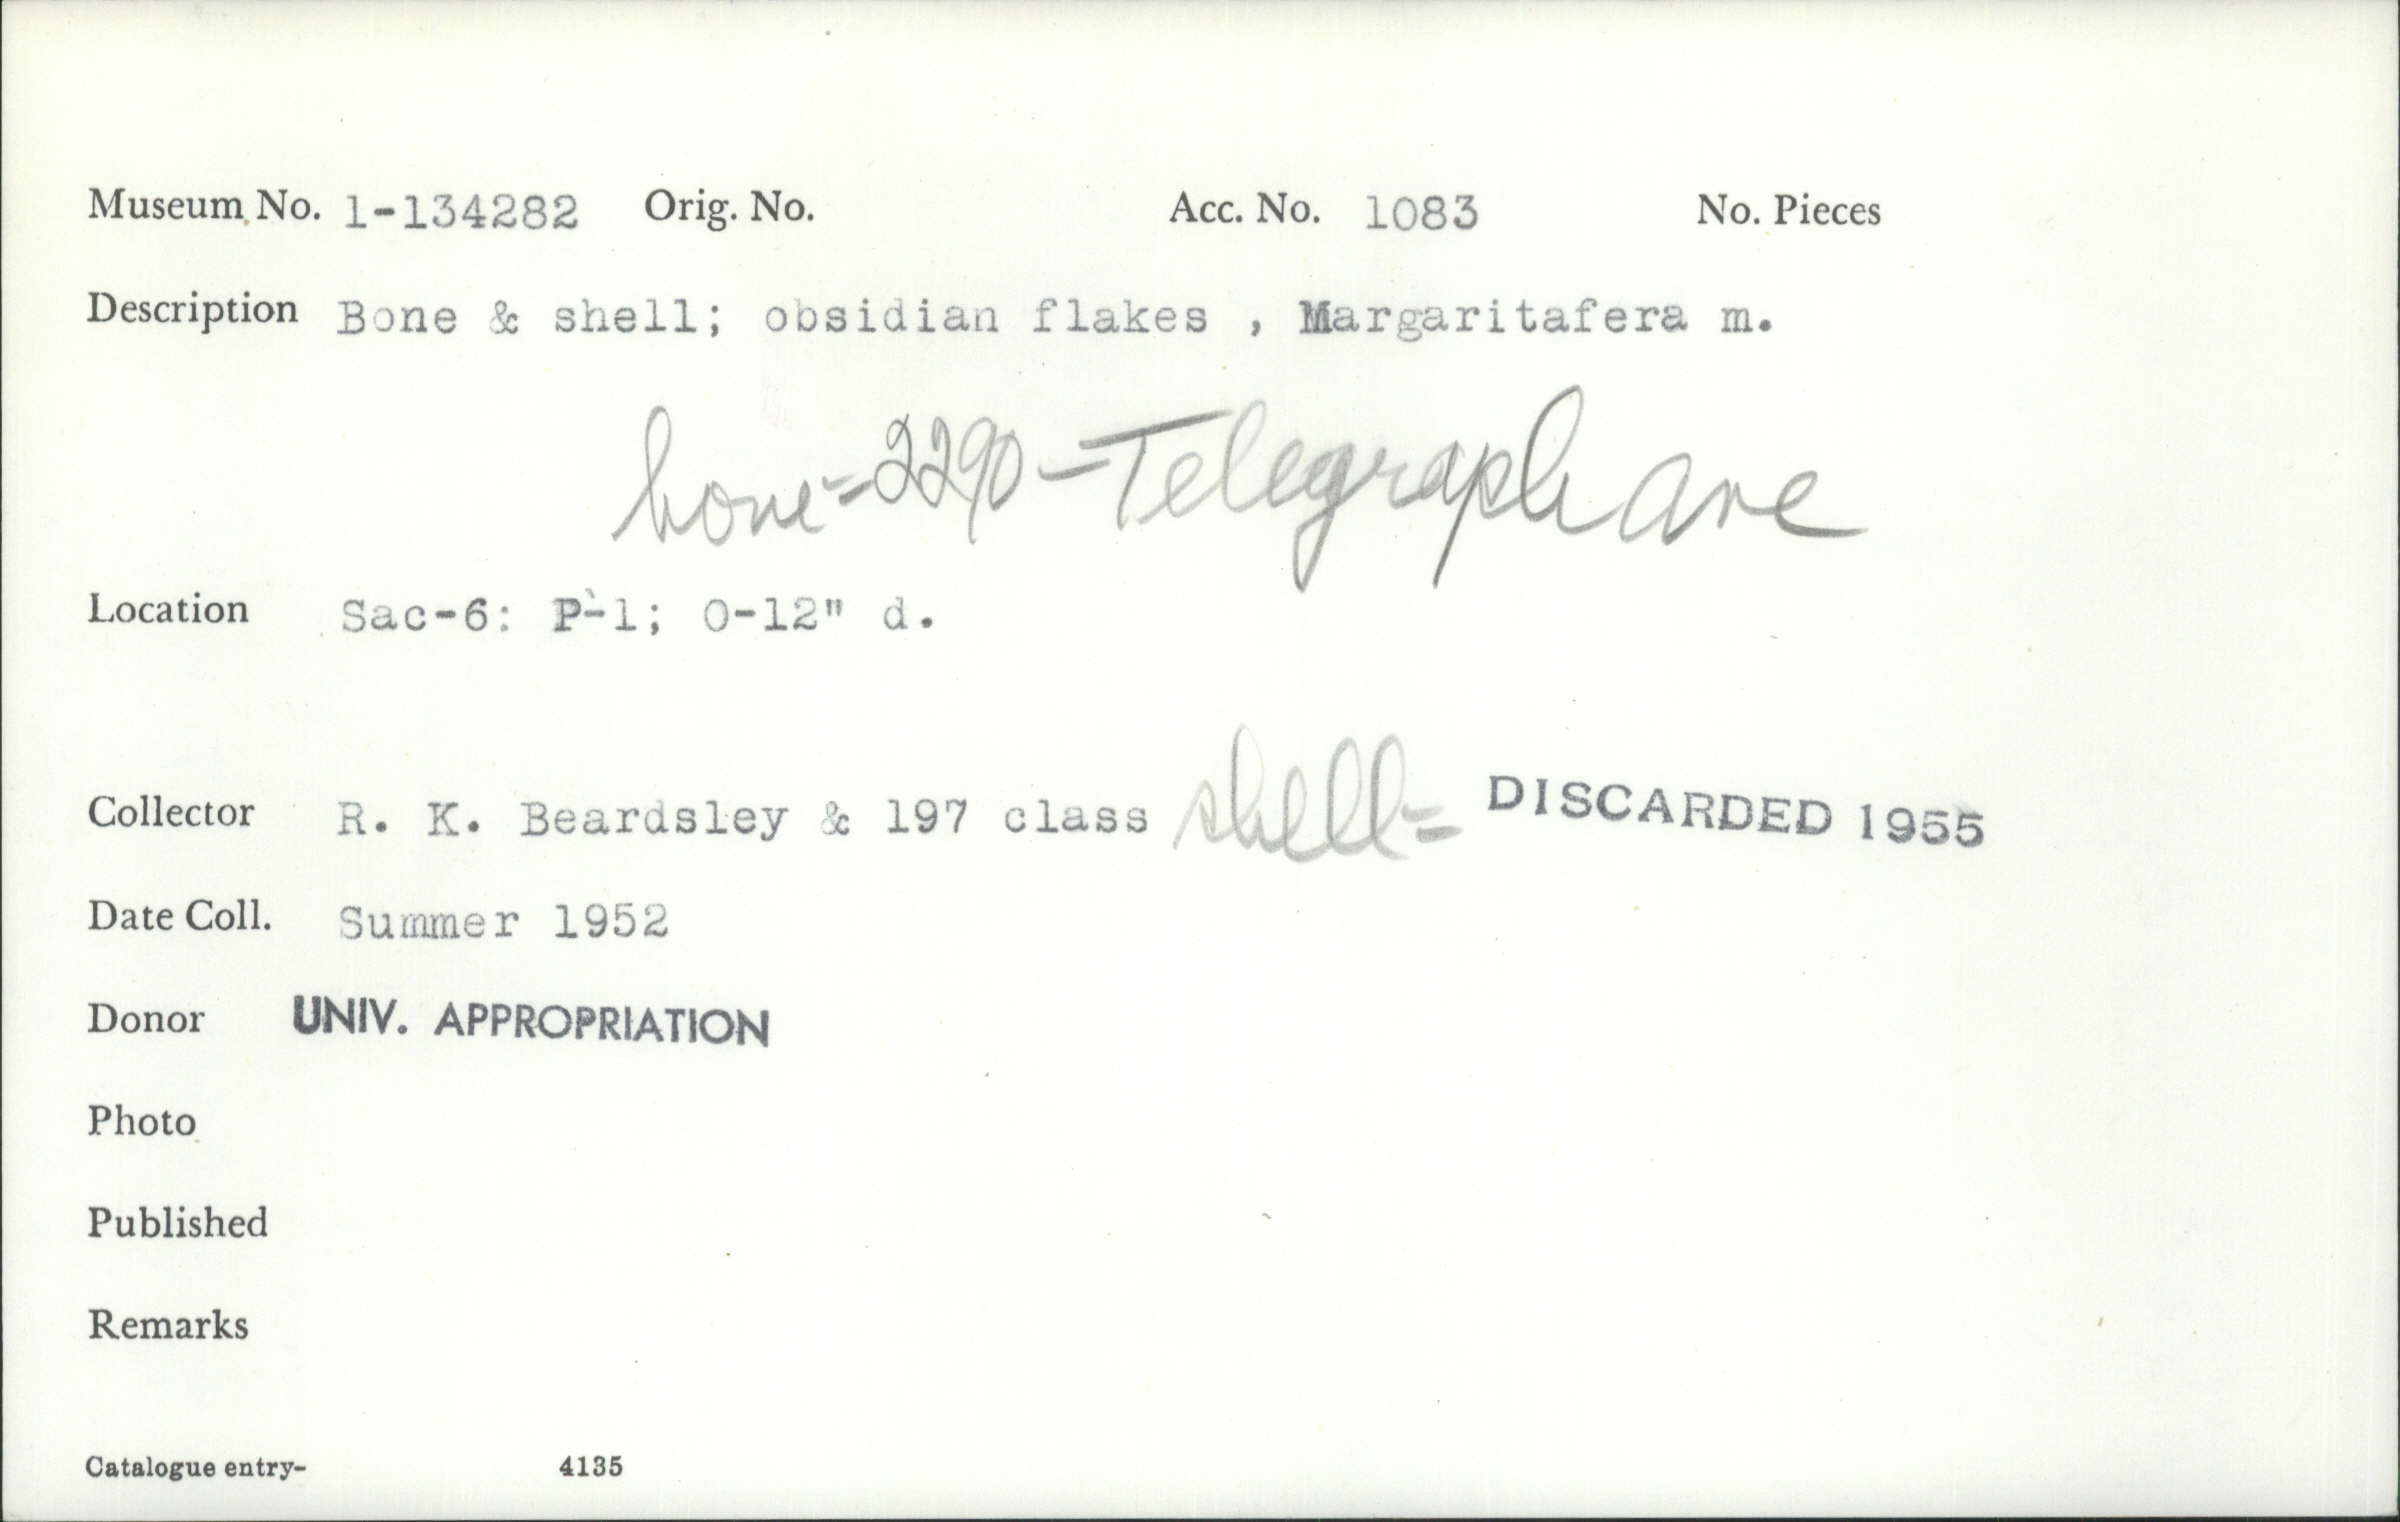 Museum No. 1-134282 Orig. No. Acc. No. 1083 No. Pieces
Description Bone & shell; obsidian flakes , Margaritafera m.
bone = 2290 - Telegraph Ave
Location Sac-6: P-1; 0-12" d.
Collector R. K. Beardsley & 197 class shell = DISCARDED 1955
Date Coll. Summer 1952
Donor UNIV. APPROPRIATION
Photo
Published
Remarks
Catalogue entry- 4135